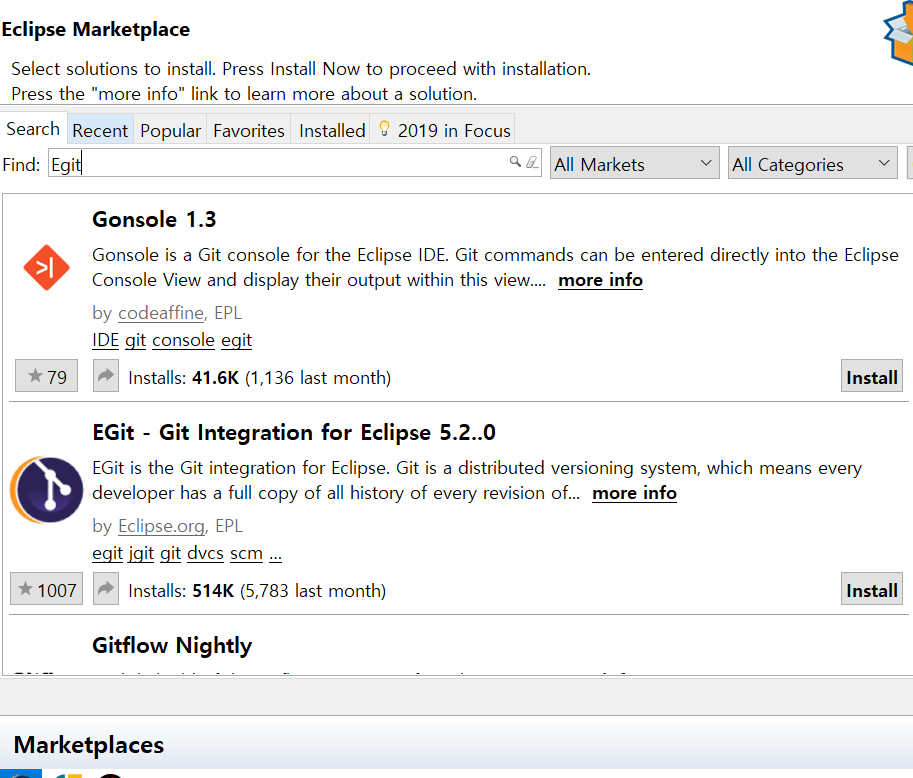 Eclipse Marketplace
Select solutions to install. Press Install Now to proceed with installation.
Press the "more info" link to learn more about a solution.
Search Recent Popular Favorites Installed 2019 in Focus
Find: Egit All Markets All Categories
Gonsole 1.3
Gonsole is a Git console for the Eclipse IDE. Git commands can be entered directly into the Eclipse
Console View and display their output within this view.... more info
by codeaffine, EPL
IDE git console egit
79 Installs: 41.6K (1,136 last month) Install
EGit - Git Integration for Eclipse 5.2..0
EGit is the Git integration for Eclipse. Git is a distributed versioning system, which means every
developer has a full copy of all history of every revision of... more info
by Eclipse.org, EPL
egit jgit git dvcs scm ...
1007 Installs: 514K (5,783 last month) Install
Gitflow Nightly
Marketplaces